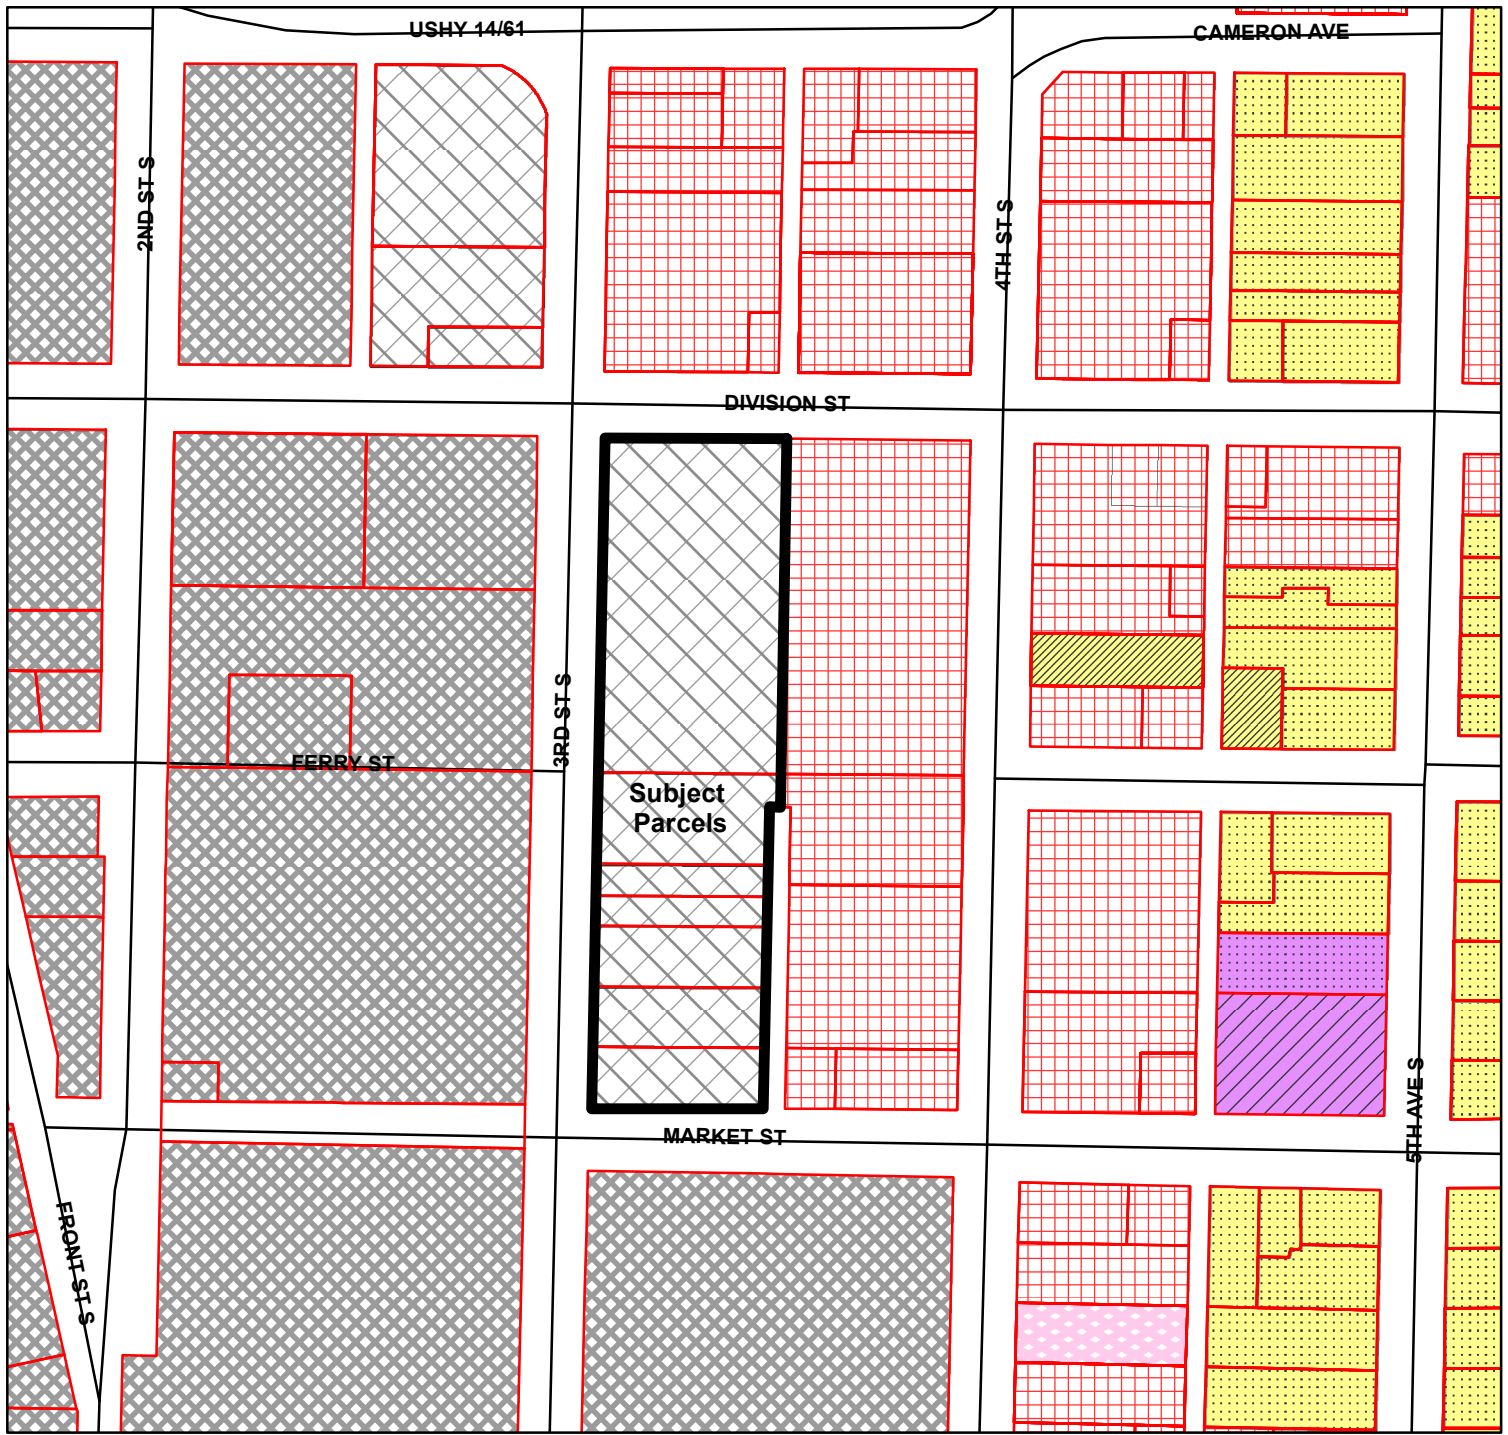 USHY 14/61
CAMERON AVE
2ND ST S
4TH ST S
DIVISION ST
3RD ST S
FERRY ST
Subject
Parcels
5TH AVE S
MARKET ST
FRONT ST S